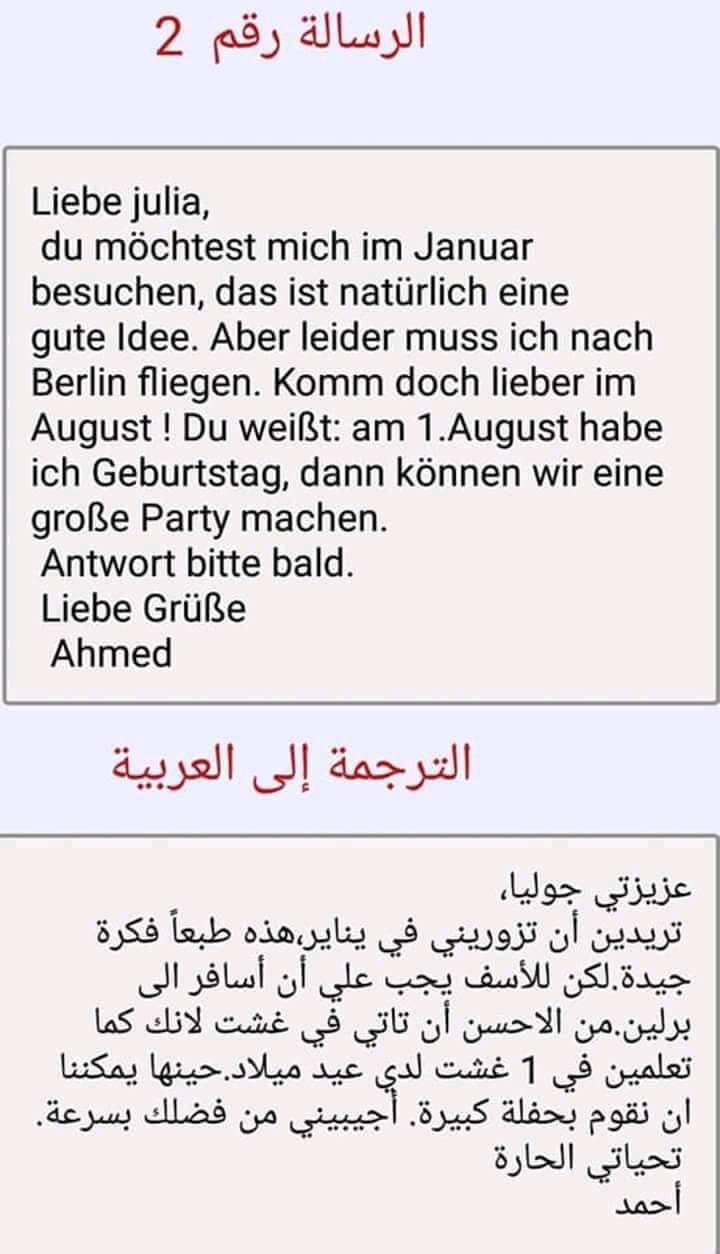 الرسالة رقم 2
Liebe julia,
du möchtest mich im Januar
besuchen, das ist natürlich eine
gute Idee. Aber leider muss ich nach
Berlin fliegen. Komm doch lieber im
August ! Du weißt: am 1.August habe
ich Geburtstag, dann können wir eine
große Party machen.
Antwort bitte bald.
Liebe Grüße
Ahmed
الترجمة إلى العربية
عزيزتي جوليا،
تريدين أن تزوريني في يناير،هذه طبعاً فكرة
جيدة.لكن للأسف يجب علي أن أسافر الى
برلين.من الاحسن أن تاتي في غشت لانك كما
تعلمين في 1 غشت لدي عيد ميلاد.حينها يمكننا
ان نقوم بحفلة كبيرة. أجيبيني من فضلك بسرعة.
تحياتي الحارة
أحمد